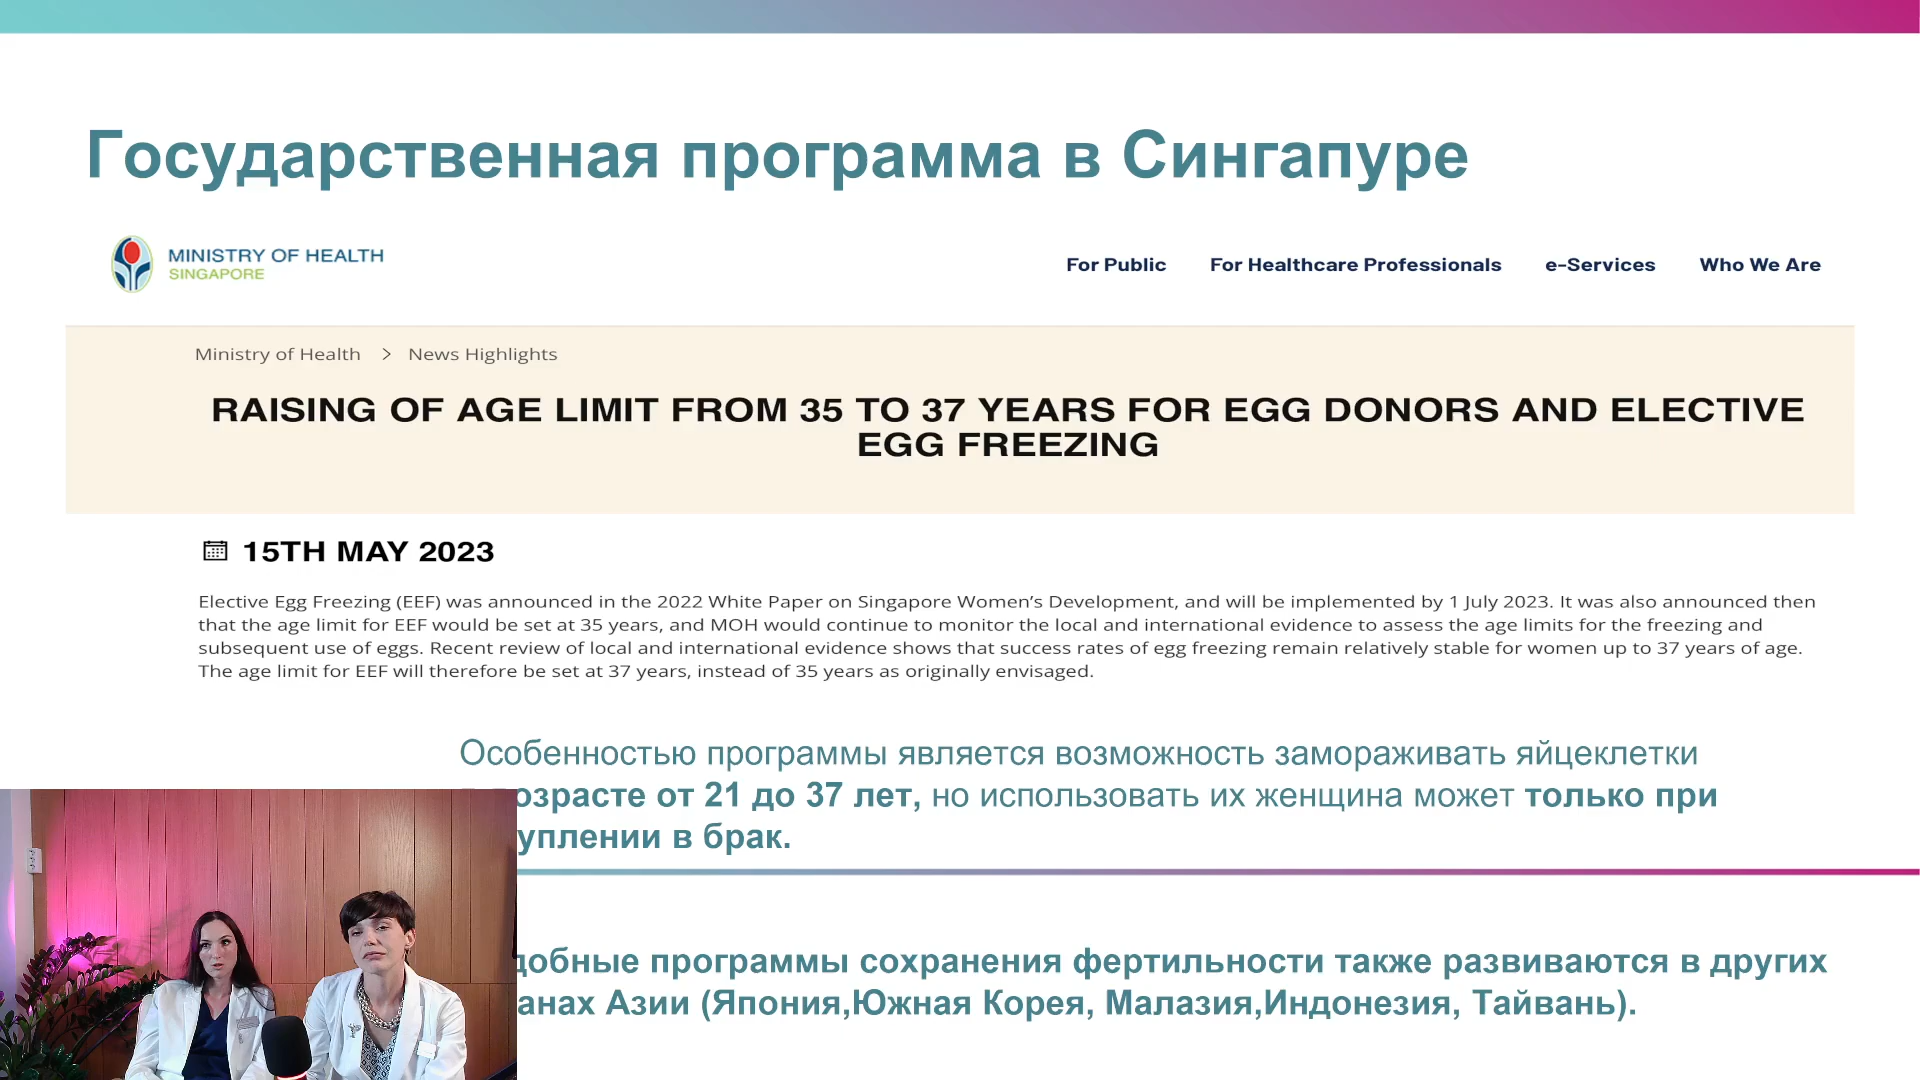 Государственная программа в Сингапуре
MINISTRY OF HEALTH
SINGAPORE
For Public For Healthcare Professionals e-Services Who We Are
Ministry of Health > News Highlights
RAISING OF AGE LIMIT FROM 35 TO 37 YEARS FOR EGG DONORS AND ELECTIVE
EGG FREEZING
15TH MAY 2023
Elective Egg Freezing (EEF) was announced in the 2022 White Paper on Singapore Women’s Development, and will be implemented by 1 July 2023. It was also announced then
that the age limit for EEF would be set at 35 years, and MOH would continue to monitor the local and international evidence to assess the age limits for the freezing and
subsequent use of eggs. Recent review of local and international evidence shows that success rates of egg freezing remain relatively stable for women up to 37 years of age.
The age limit for EEF will therefore be set at 37 years, instead of 35 years as originally envisaged.
Особенностью программы является возможность замораживать яйцеклетки
озрасте от 21 до 37 лет, но использовать их женщина может только при
уплении в брак.
добные программы сохранения фертильности также развиваются в других
анах Азии (Япония,Южная Корея, Малазия,Индонезия, Тайвань).